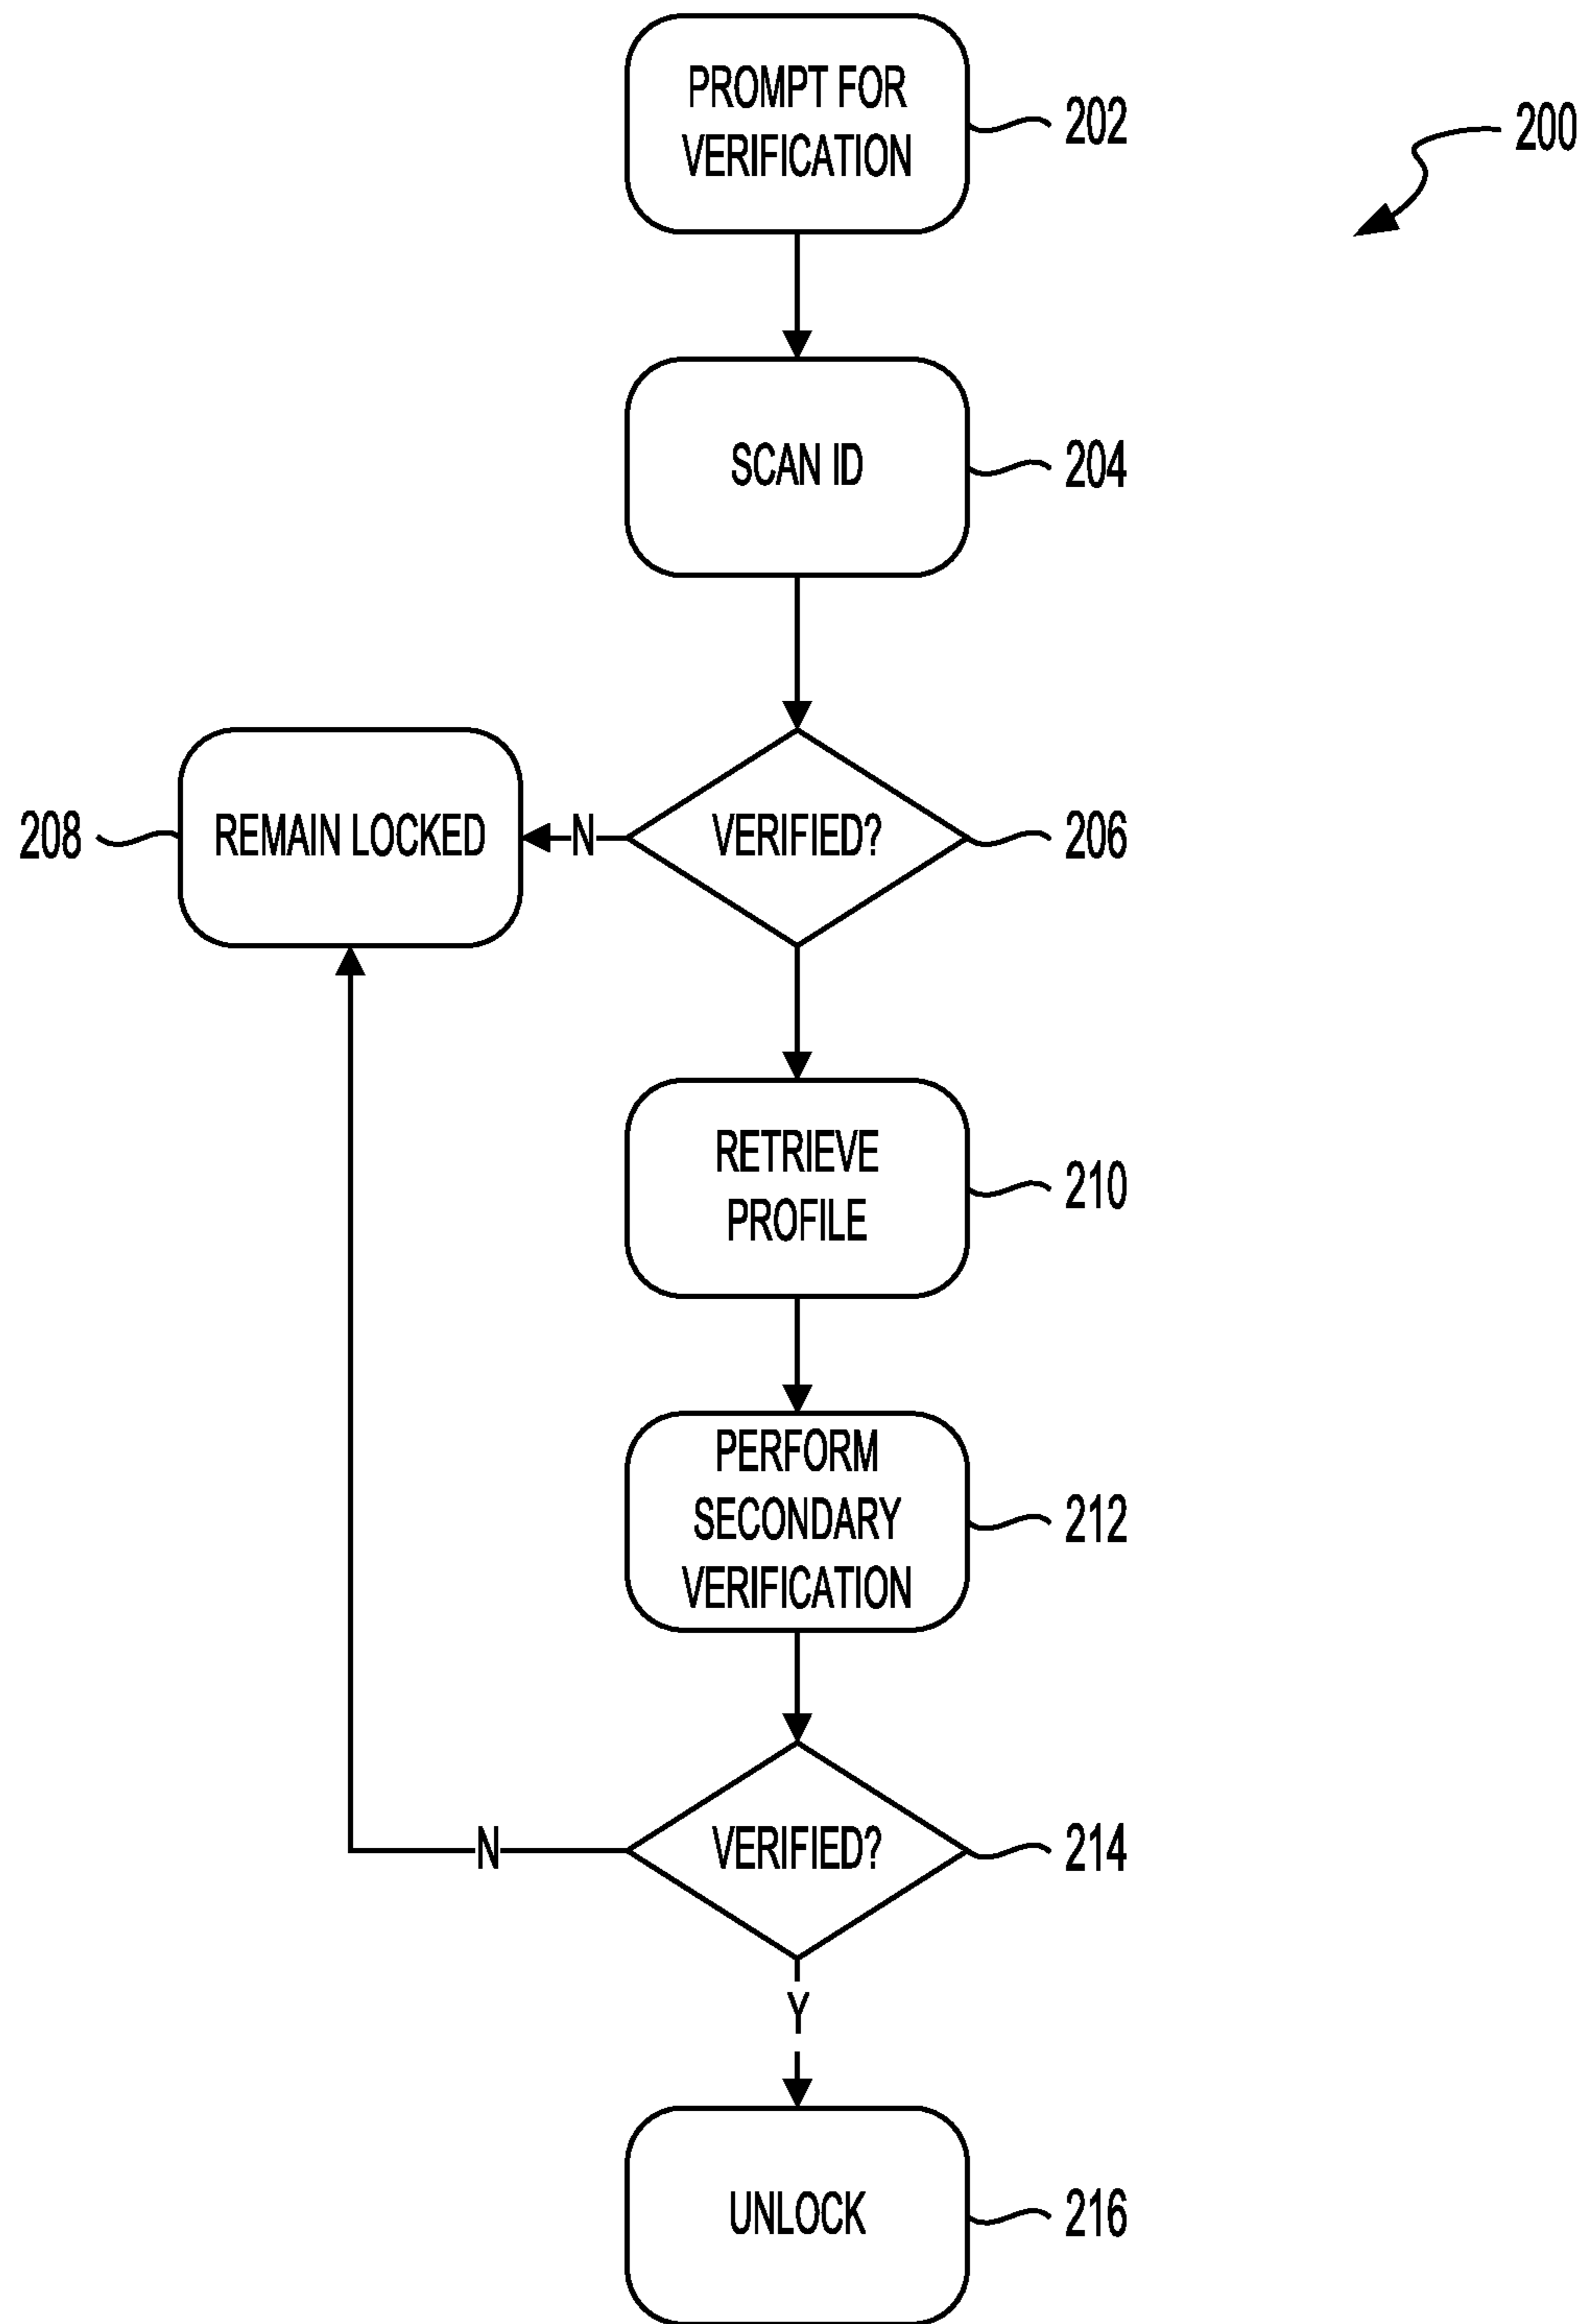 PROMPT FOR
VERIFICATION
202
200
SCAN ID
204
208
REMAIN LOCKED
N
VERIFIED?
206
RETRIEVE
PROFILE
210
PERFORM
SECONDARY
VERIFICATION
212
N
VERIFIED?
214
Y
UNLOCK
216